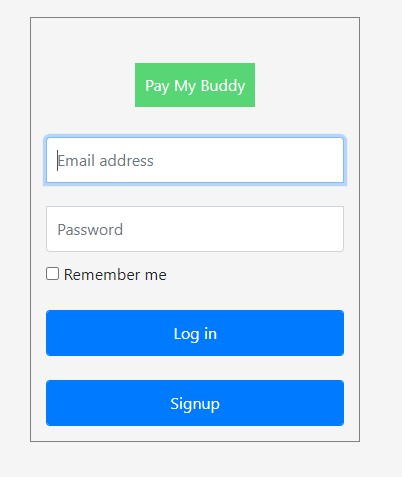 Pay My Buddy
Email address
Password
Remember me
Log in
Signup